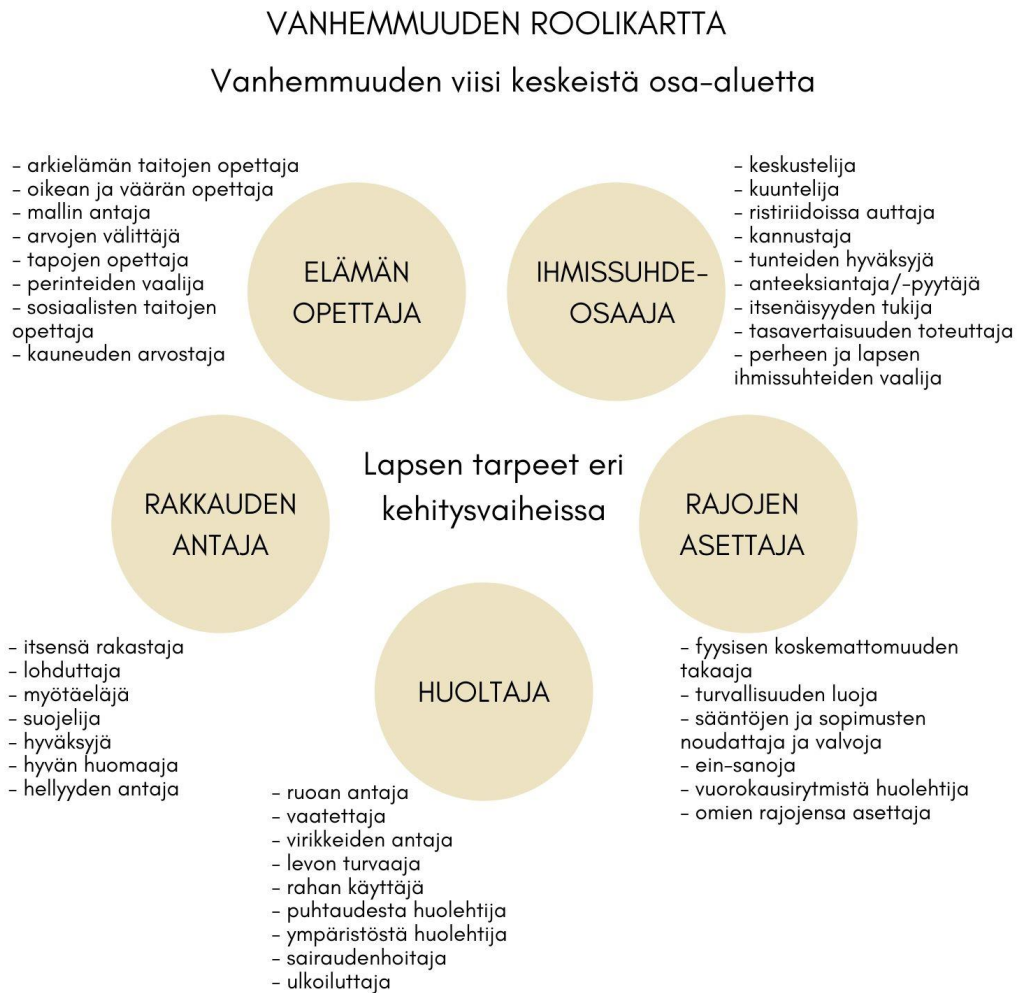 VANHEMMUUDEN ROOLIKARTTA
Vanhemmuuden viisi keskeistä osa-aluetta
- arkielämän taitojen opettaja
- oikean ja väärän opettaja
- mallin antaja
- arvojen välittäjä
- tapojen opettaja
- perinteiden vaalija
- sosiaalisten taitojen
opettaja
- kauneuden arvostaja
ELÄMÄN
OPETTAJA
IHMISSUHDE-
OSAAJA
- keskustelija
- kuuntelija
- ristiriidoissa auttaja
- kannustaja
- tunteiden hyväksyjä
- anteeksiantaja/-pyytäjä
- itsenäisyyden tukija
- tasavertaisuuden toteuttaja
- perheen ja lapsen
ihmissuhteiden vaalija
Lapsen tarpeet eri
kehitysvaiheissa
RAKKAUDEN
ANTAJA
- itsensä rakastaja
- lohduttaja
- myötäeläjä
- suojelija
- hyväksyjä
- hyvän huomaaja
- hellyyden antaja
HUOLTAJA
- ruoan antaja
- vaatettaja
- virikkeiden antaja
- levon turvaaja
- rahan käyttäjä
- puhtaudesta huolehtija
- ympäristöstä huolehtija
- sairaudenhoitaja
- ulkoiluttaja
RAJOJEN
ASETTAJA
- fyysisen koskemattomuuden
takaaja
- turvallisuuden luoja
- sääntöjen ja sopimusten
noudattaja ja valvoja
- ein-sanoja
- vuorokausirytmistä huolehtija
- omien rajojensa asettaja